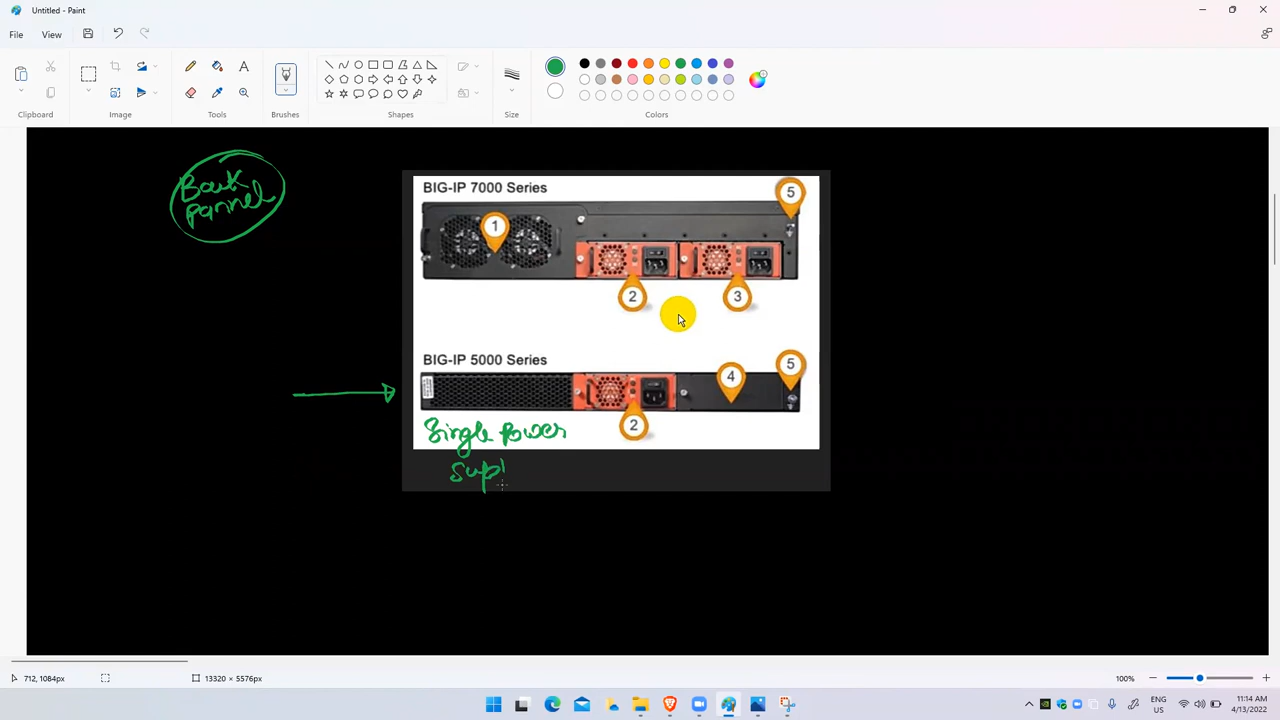 Untitled - Paint
File
View
Clipboard
Image
Tools
Brushes
Shapes
Size
Colors
Back
pannel
BIG-IP 7000 Series
5
1
2
3
BIG-IP 5000 Series
5
4
2
Single Power
supl
712, 1084px
13320 × 5576px
100%
ENG
US
11:14 AM
4/13/2022